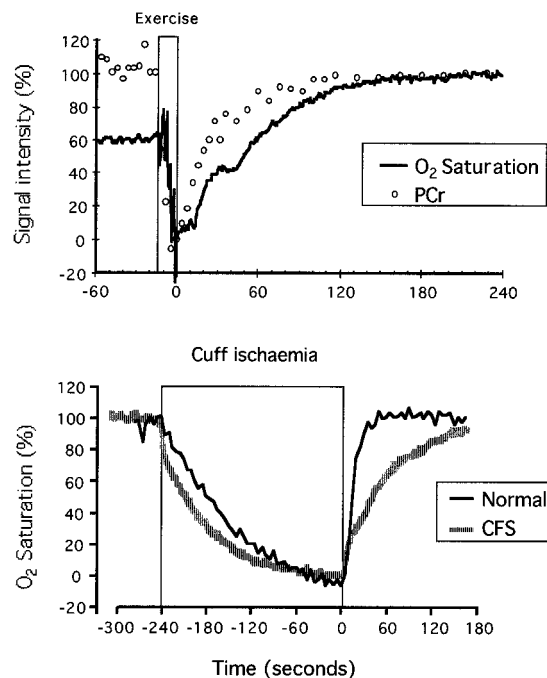 Exercise
120
100
80
60
40
20
0
-20
Signal intensity (%)
O2 Saturation
PCr
-60 0 60 120 180 240
Cuff ischaemia
120
100
80
60
40
20
0
-20
O2 Saturation (%)
Normal
CFS
-300 -240 -180 -120 -60 0 60 120 180
Time (seconds)